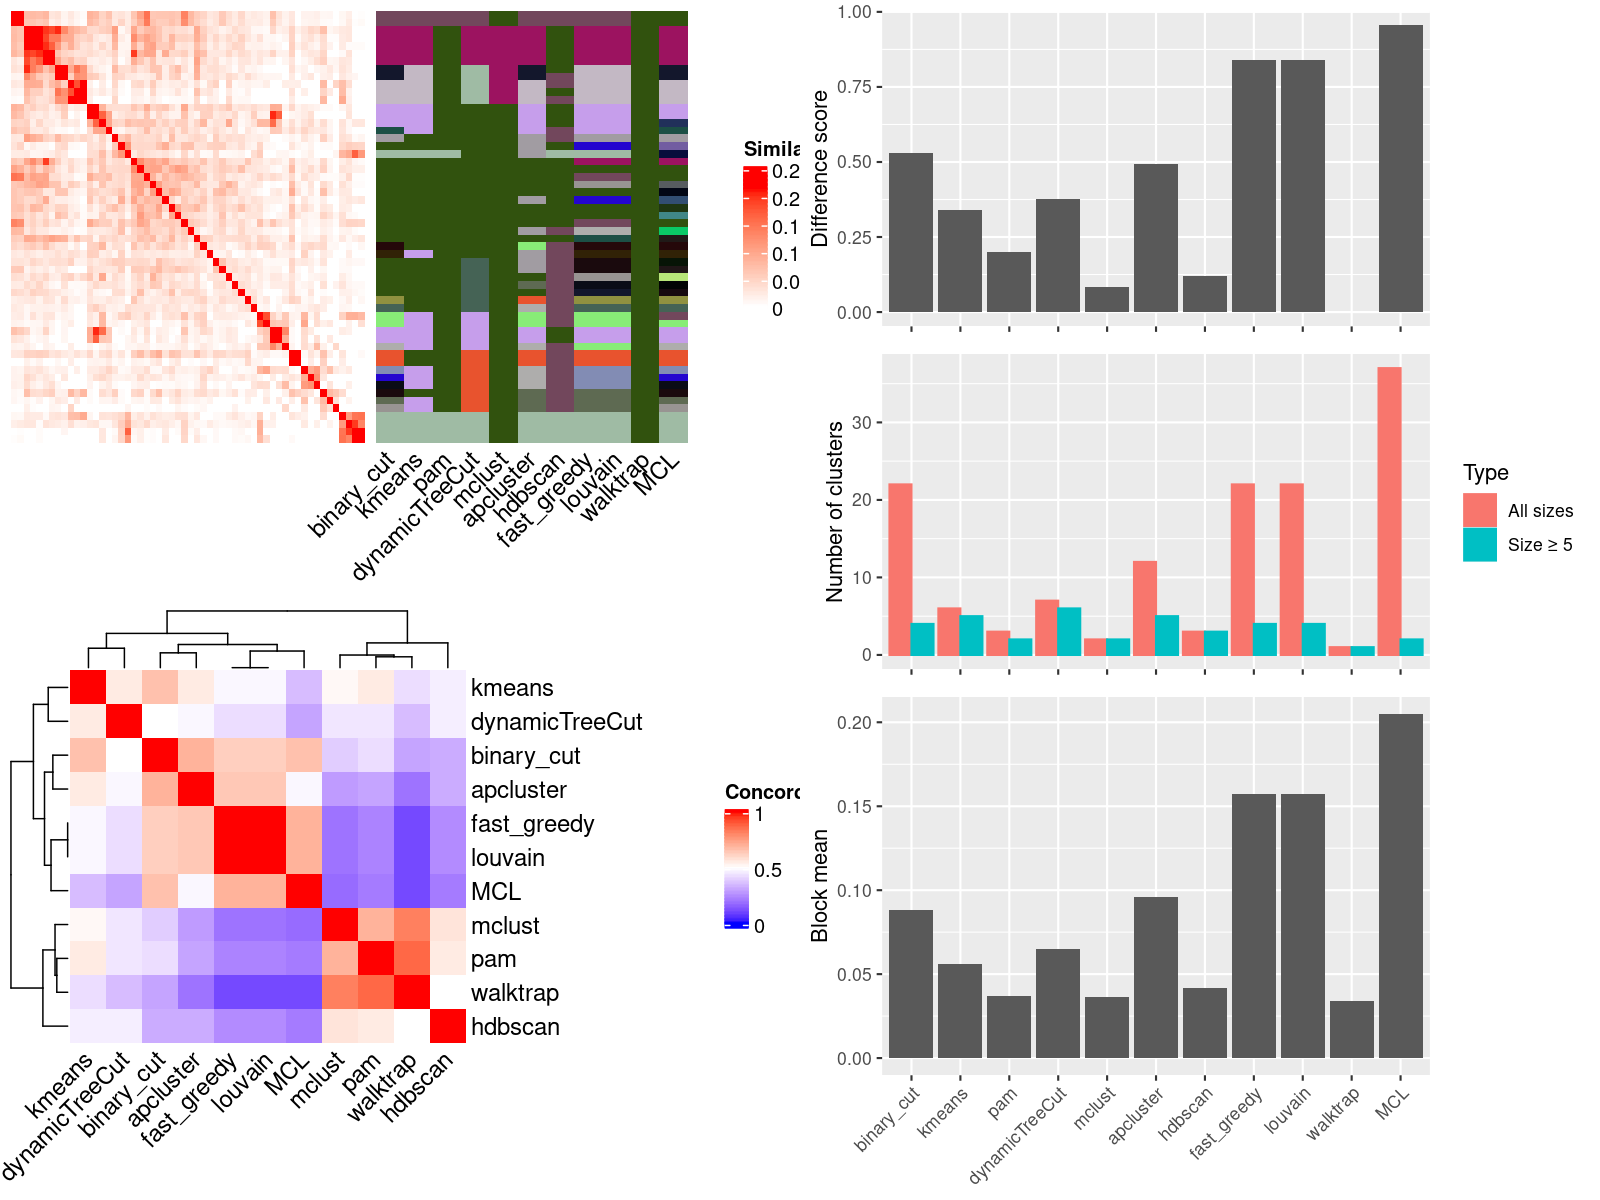 Simila
0.2
0.2
0.1
0.1
0.0
0
binary_cut
kmeans
pam
dynamicTreeCut
mclust
apcluster
hdbscan
fast_greedy
louvain
walktrap
MCL
kmeans
dynamicTreeCut
binary_cut
apcluster
fast_greedy
louvain
MCL
mclust
pam
walktrap
hdbscan
kmeans
dynamicTreeCut
binary_cut
apcluster
fast_greedy
louvain
MCL
mclust
pam
walktrap
hdbscan
Concord
1
0.5
0
Difference score
1.00
0.75
0.50
0.25
0.00
Number of clusters
30
20
10
0
Type
All sizes
Size ≥ 5
Block mean
0.20
0.15
0.10
0.05
0.00
binary_cut
kmeans
pam
dynamicTreeCut
mclust
apcluster
hdbscan
fast_greedy
louvain
walktrap
MCL